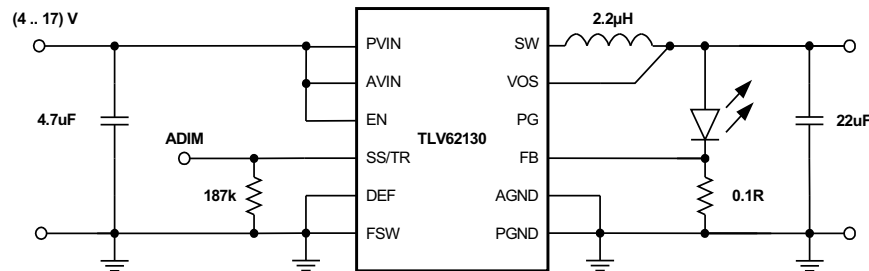 (4 .. 17) V
2.2µH
PVIN
SW
AVIN
VOS
4.7uF
EN
PG
22uF
ADIM
TLV62130
SS/TR
FB
187k
DEF
AGND
0.1R
FSW
PGND